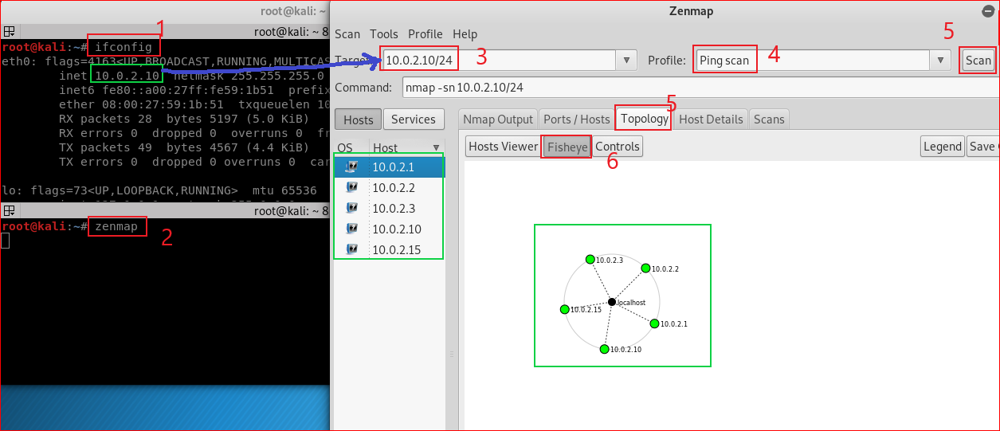 root@kali: ~
1
root@kali: ~ 8
root@kali:~# ifconfig
eth0: flags=4163<UP,BROADCAST,RUNNING,MULTICAS
inet 10.0.2.10 netmask 255.255.255.0
inet6 fe80::a00:27ff:fe59:1b51 prefix
ether 08:00:27:59:1b:51 txqueuelen 10
RX packets 28 bytes 5197 (5.0 KiB)
RX errors 0 dropped 0 overruns 0 fr
TX packets 49 bytes 4567 (4.4 KiB)
TX errors 0 dropped 0 overruns 0 car
lo: flags=73<UP,LOOPBACK,RUNNING> mtu 65536
root@kali: ~ 8
root@kali:~# zenmap
2
Zenmap
Scan Tools Profile Help
5
Target: 10.0.2.10/24 3 Profile: Ping scan 4 Scan
Command: nmap -sn 10.0.2.10/24
5
Hosts Services
Nmap Output Ports / Hosts Topology Host Details Scans
Hosts Viewer Fisheye Controls Legend Save
6
OS Host
10.0.2.1
10.0.2.2
10.0.2.3
10.0.2.10
10.0.2.15
10.0.2.3
10.0.2.2
localhost
10.0.2.15
10.0.2.1
10.0.2.10